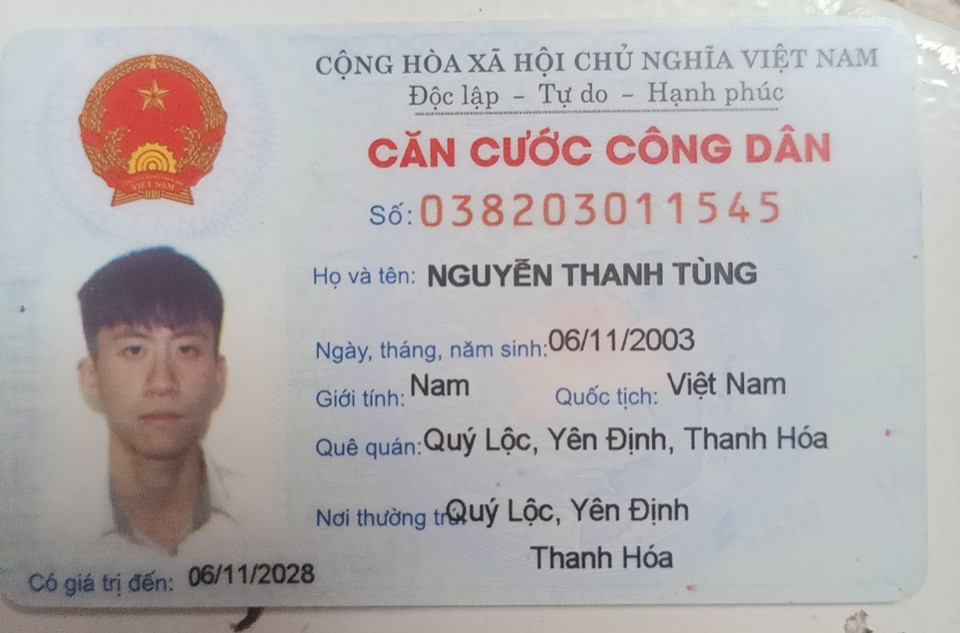 CỘNG HÒA XÃ HỘI CHỦ NGHĨA VIỆT NAM
Độc lập - Tự do - Hạnh phúc
CĂN CƯỚC CÔNG DÂN
Số: 038203011545
VIỆT NAM
Họ và tên: NGUYỄN THANH TÙNG
Ngày, tháng, năm sinh: 06/11/2003
Giới tính: Nam Quốc tịch: Việt Nam
Quê quán: Quý Lộc, Yên Định, Thanh Hóa
Nơi thường trú: Quý Lộc, Yên Định
Thanh Hóa
Có giá trị đến: 06/11/2028